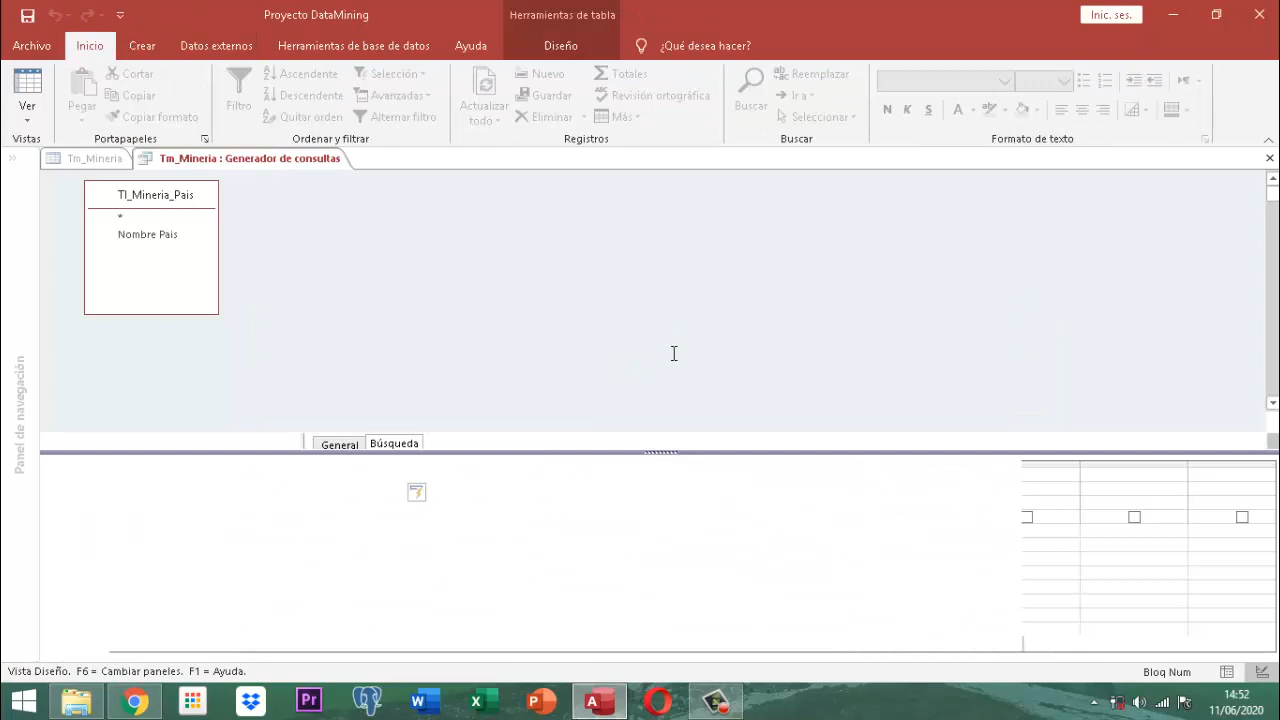 Proyecto DataMining
Herramientas de tabla
Inic. ses.
Archivo
Inicio
Crear
Datos externos
Herramientas de base de datos
Ayuda
Diseño
¿Qué desea hacer?
Ver
Vistas
Pegar
Cortar
Copiar
Copiar formato
Portapapeles
Filtro
Ascendente
Descendente
Quitar orden
Selección
Avanzadas
Ordenar y filtrar
Actualizar
todo
Nuevo
Guardar
Eliminar
Totales
Revisión ortográfica
Más
Registros
Buscar
Reemplazar
Ir a
Seleccionar
Buscar
N K S
A
Formato de texto
Tm_Mineria
Tm_Mineria : Generador de consultas
Tl_Mineria_Pais
*
Nombre Pais
Panel de navegación
General
Búsqueda
Vista Diseño. F6 = Cambiar paneles. F1 = Ayuda.
Bloq Num
Pr
W
X
P
A
14:52
11/06/2020